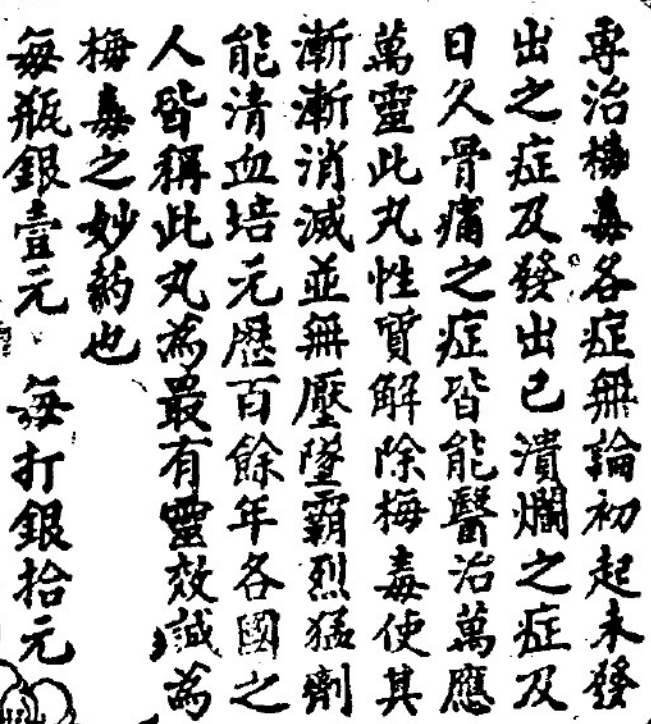 專治梅毒各症無論初起未發
出之症及發出已潰爛之症及
日久骨痛之症皆能醫治萬應
萬靈此丸性質解除梅毒使其
漸漸消滅並無壓墜霸烈猛劑
能清血培元歷百餘年各國之
人皆稱此丸為最有靈效誠為
梅毒之妙葯也
每瓶銀壹元 每打銀拾元